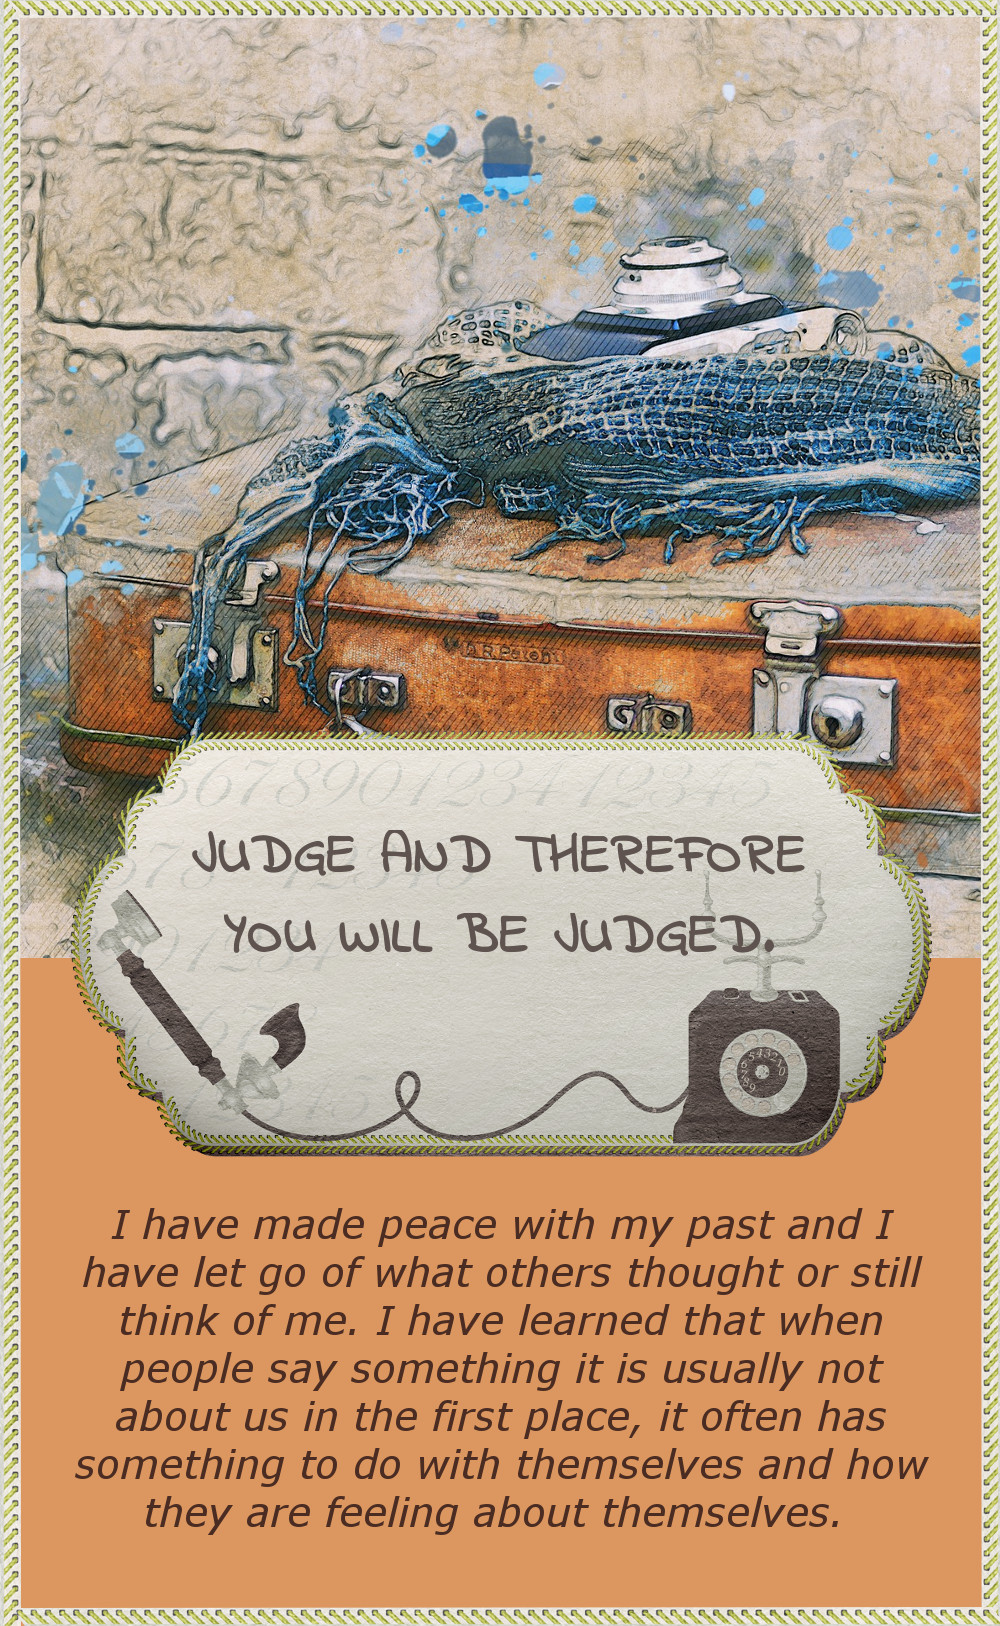 JUDGE AND THEREFORE
YOU WILL BE JUDGED.
I have made peace with my past and I
have let go of what others thought or still
think of me. I have learned that when
people say something it is usually not
about us in the first place, it often has
something to do with themselves and how
they are feeling about themselves.